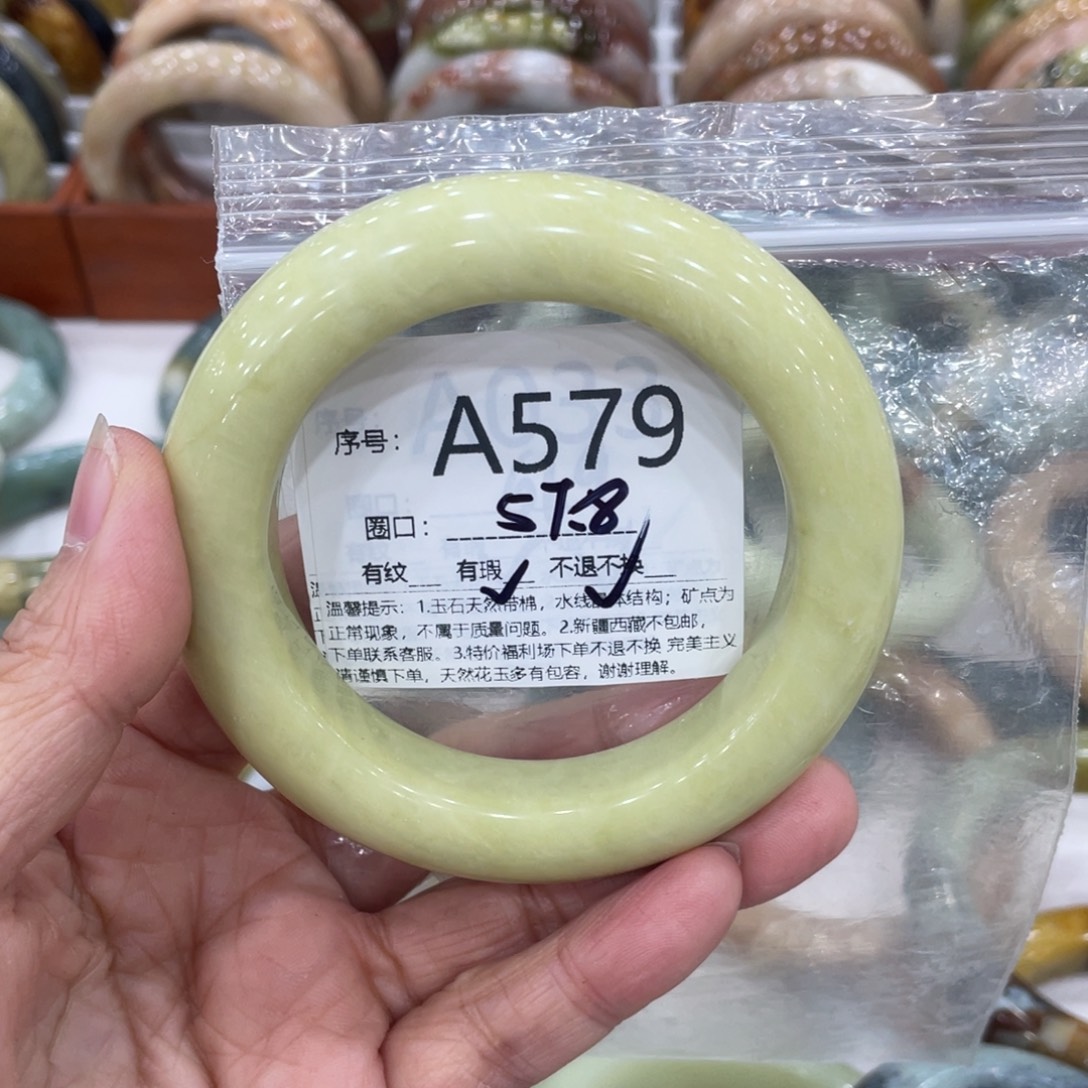 序号: A579
圈口: 57.8
有纹 有瑕✓ 不退不换✓
温馨提示: 1.玉石天然带棉, 水线晶体结构; 矿点为
正常现象, 不属于质量问题。2.新疆西藏不包邮,
下单联系客服。3.特价福利场下单不退不换 完美主义
请谨慎下单, 天然花玉多有包容, 谢谢理解。